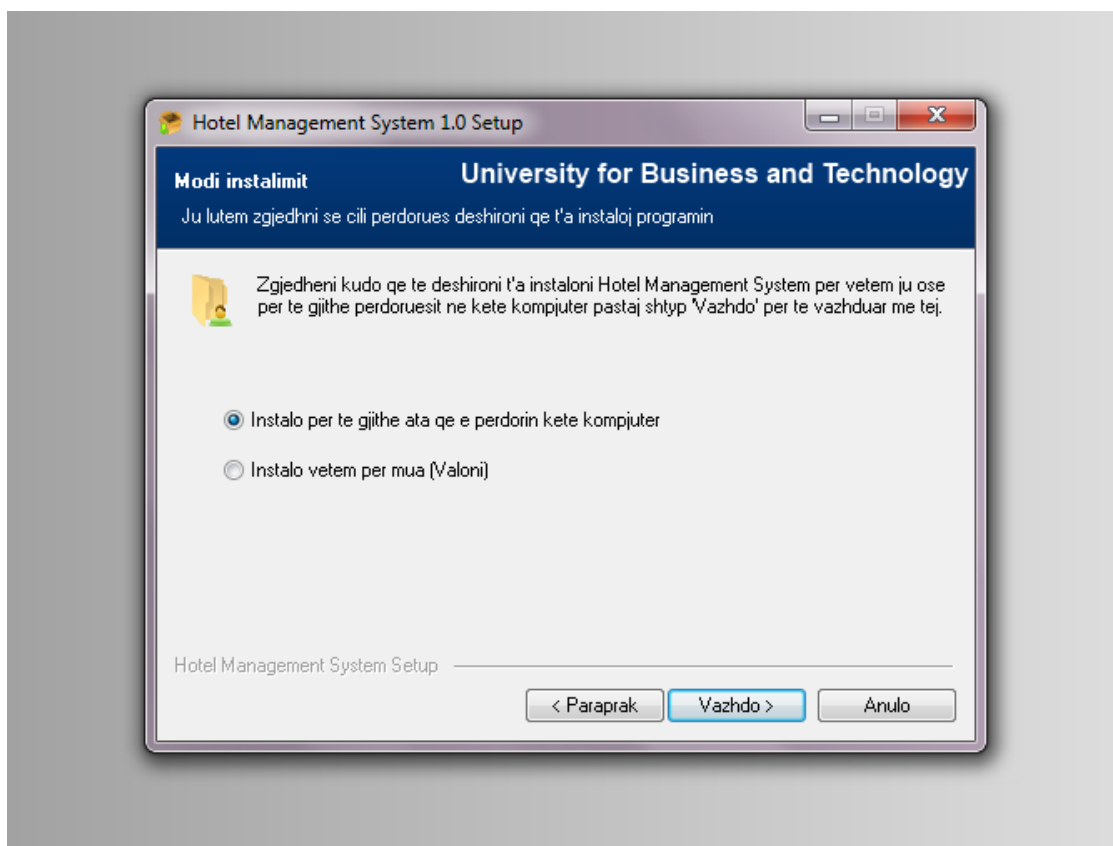 Hotel Management System 1.0 Setup
University for Business and Technology
Modi instalimit
Ju lutem zgjedhni se cili perdorues deshironi qe t'a instaloj programin
Zgjedheni kudo qe te deshironi t'a instaloni Hotel Management System per vetem ju ose
per te gjithe perdoruesit ne kete kompjuter pastaj shtyp 'Vazhdo' per te vazhduar me tej.
Instalo per te gjithe ata qe e perdorin kete kompjuter
Instalo vetem per mua (Valoni)
Hotel Management System Setup
< Paraprak
Vazhdo >
Anulo